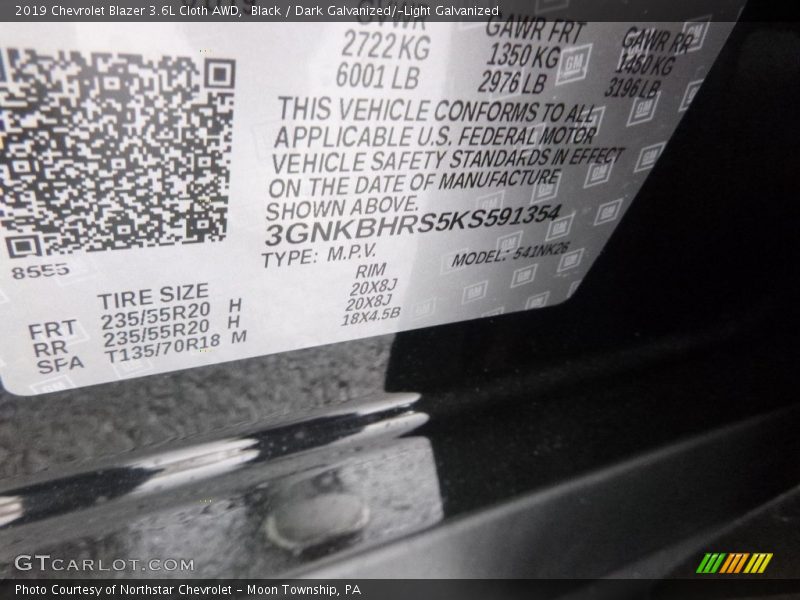 2019 Chevrolet Blazer 3.6L Cloth AWD, Black / Dark Galvanized/­Light Galvanized
GVWR GAWR FRT GAWR RR
2722 KG 1350 KG 1450 KG
6001 LB 2976 LB 3196 LB
THIS VEHICLE CONFORMS TO ALL
APPLICABLE U.S. FEDERAL MOTOR
VEHICLE SAFETY STANDARDS IN EFFECT
ON THE DATE OF MANUFACTURE
SHOWN ABOVE.
3GNKBHRS5KS591354
TYPE: M.P.V. MODEL: 541NK26
8555
TIRE SIZE RIM
FRT 235/55R20 H 20X8J
RR 235/55R20 H 20X8J
SFA T135/70R18 M 18X4.5B
GTCARLOT.COM
Photo Courtesy of Northstar Chevrolet – Moon Township, PA